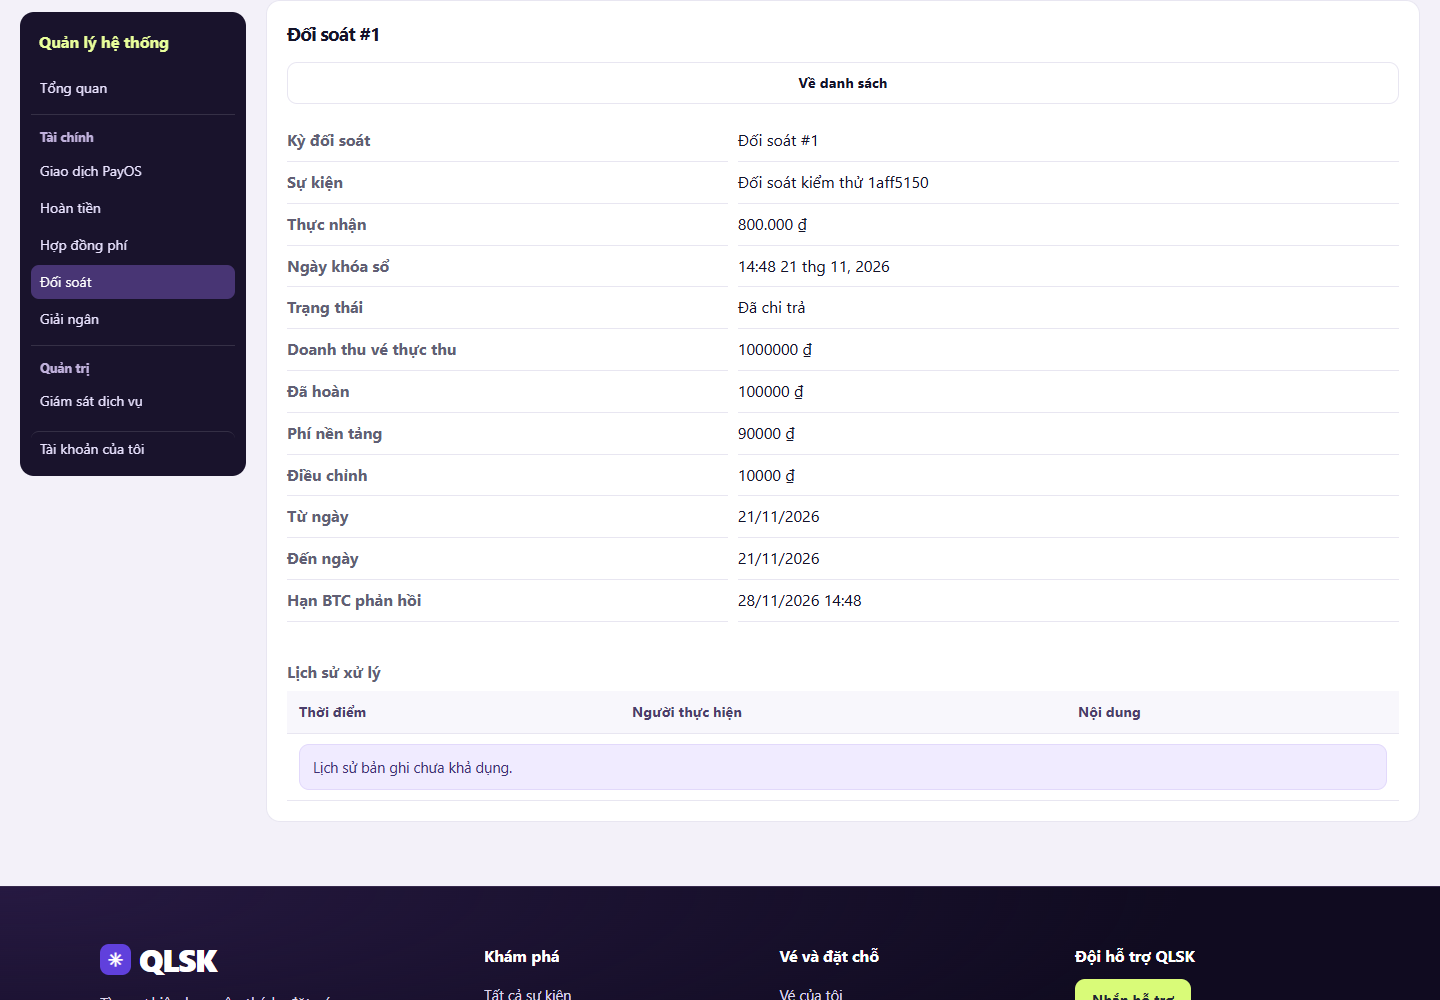 Quản lý hệ thống
Tổng quan
Tài chính
Giao dịch PayOS
Hoàn tiền
Hợp đồng phí
Đối soát
Giải ngân
Quản trị
Giám sát dịch vụ
Tài khoản của tôi
Đối soát #1
Về danh sách
Kỳ đối soát
Đối soát #1
Sự kiện
Đối soát kiểm thử 1aff5150
Thực nhận
800.000 ₫
Ngày khóa sổ
14:48 21 thg 11, 2026
Trạng thái
Đã chi trả
Doanh thu vé thực thu
1000000 ₫
Đã hoàn
100000 ₫
Phí nền tảng
90000 ₫
Điều chỉnh
10000 ₫
Từ ngày
21/11/2026
Đến ngày
21/11/2026
Hạn BTC phản hồi
28/11/2026 14:48
Lịch sử xử lý
Thời điểm
Người thực hiện
Nội dung
Lịch sử bản ghi chưa khả dụng.
QLSK
Khám phá
Tất cả sự kiện
Vé và đặt chỗ
Vé của tôi
Đội hỗ trợ QLSK
Nhắn hỗ trợ